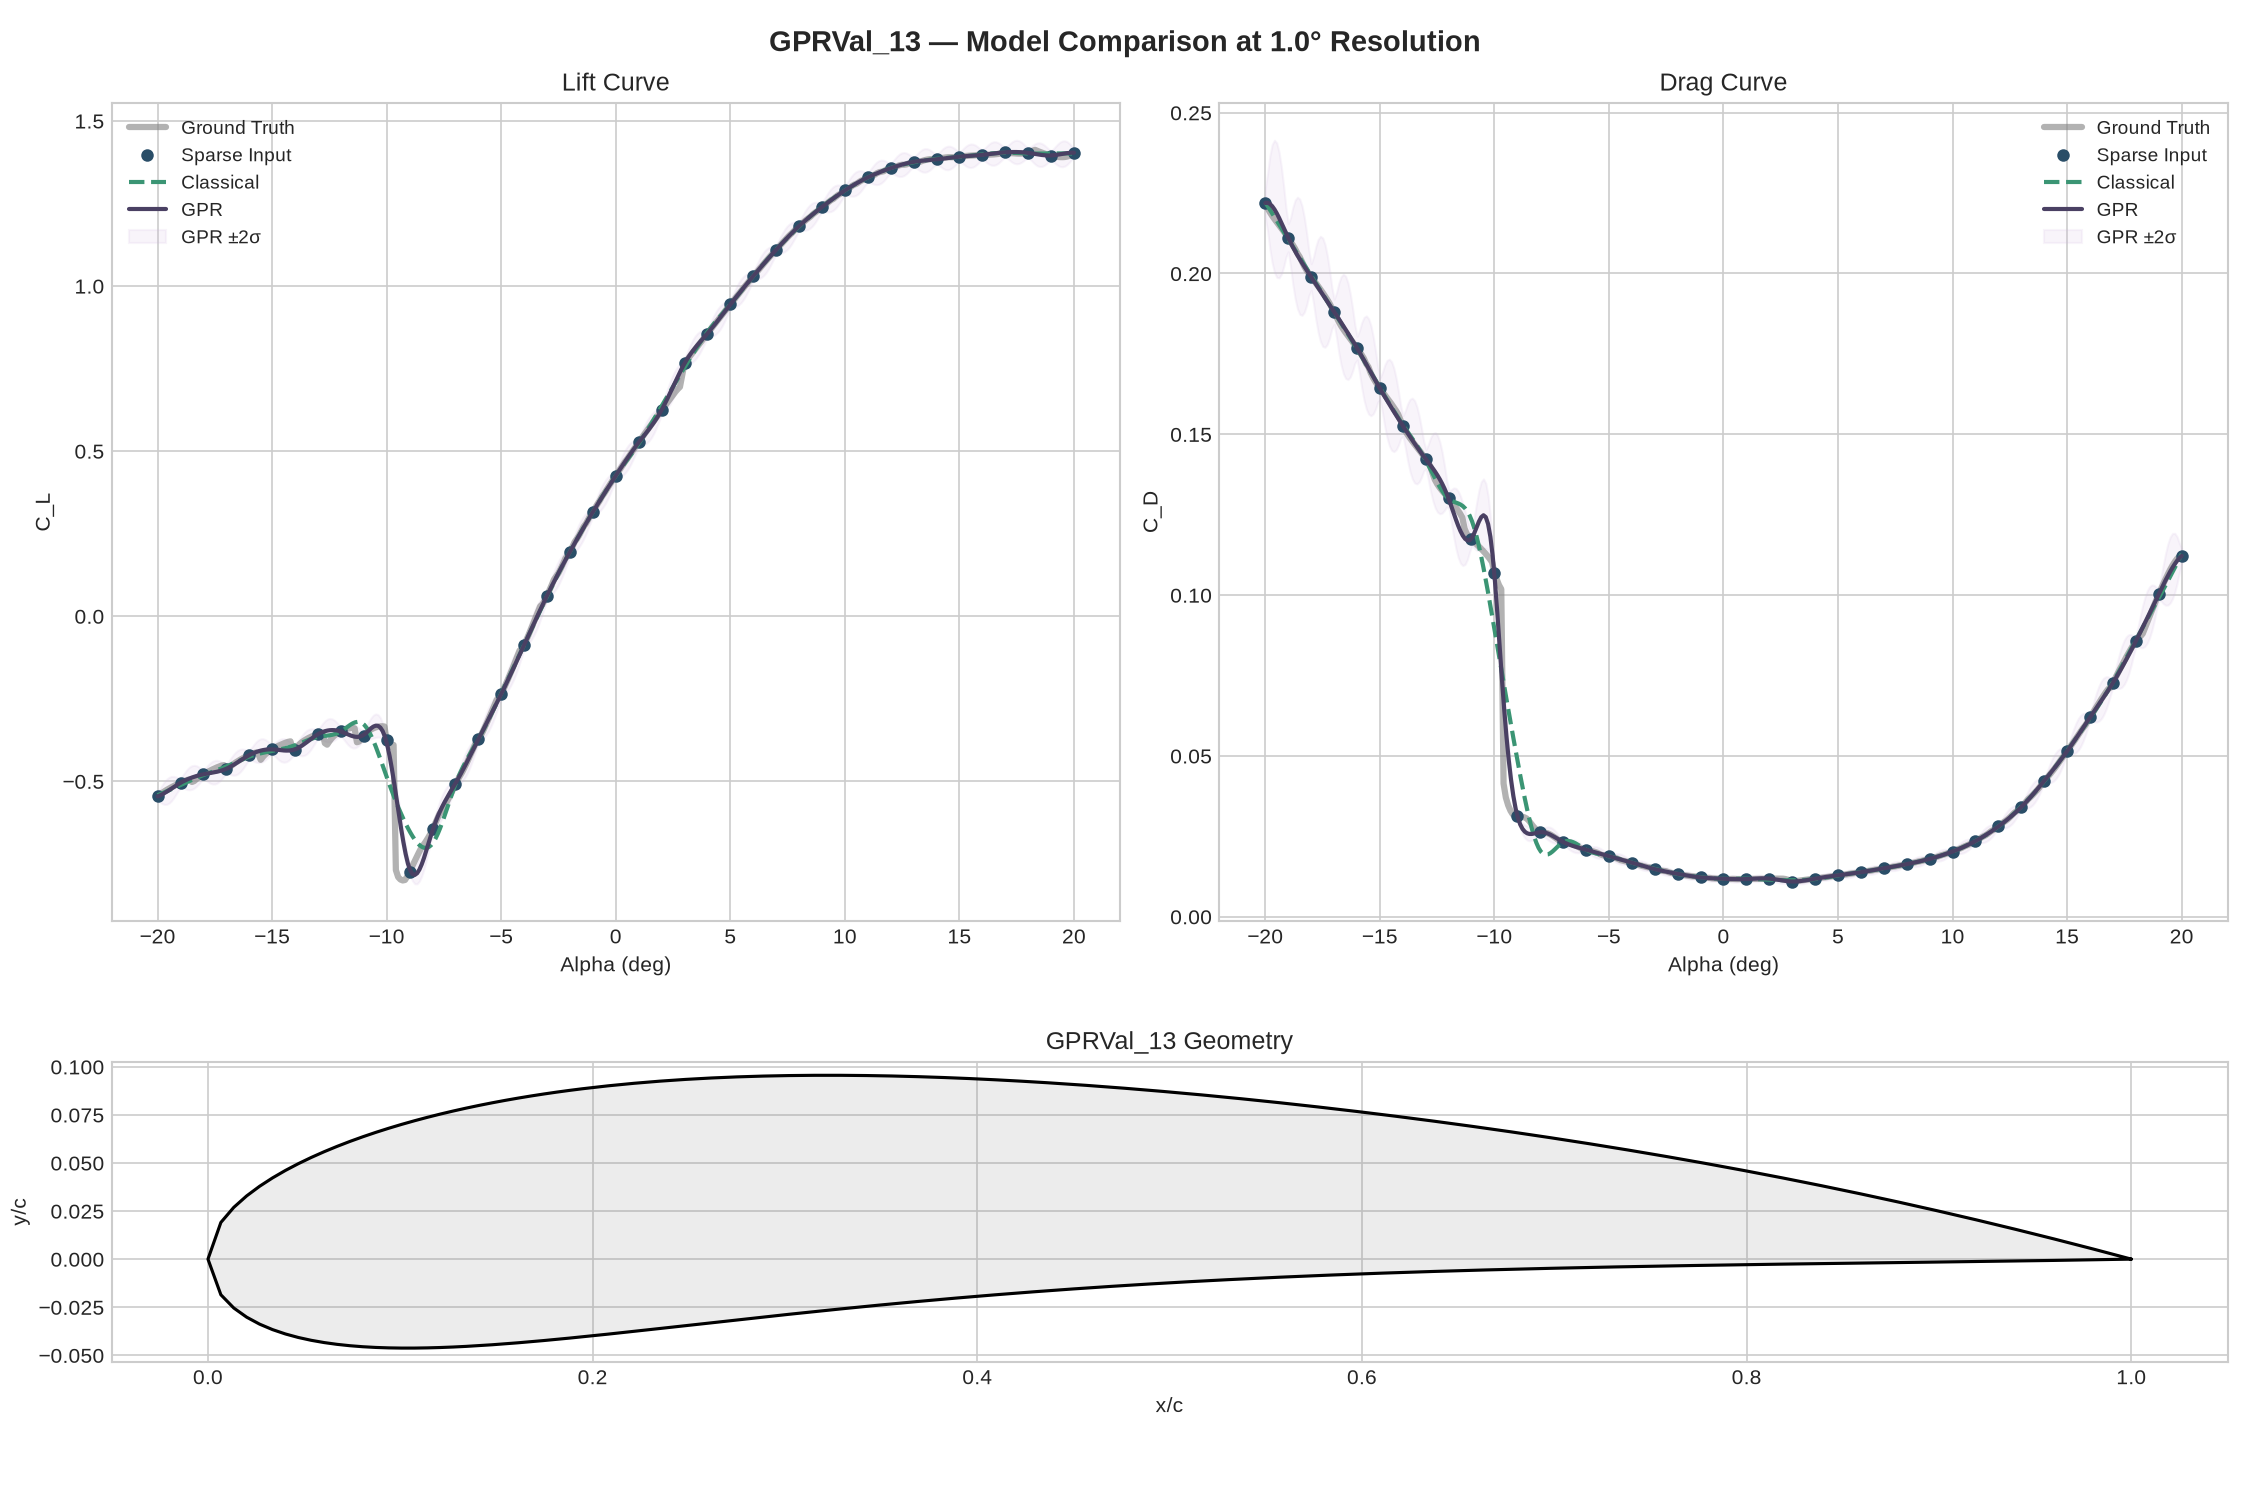 GPRVal_13 — Model Comparison at 1.0° Resolution
Lift Curve
1.5
1.0
0.5
0.0
−0.5
C_L
Ground Truth
Sparse Input
Classical
GPR
GPR ±2σ
−20 −15 −10 −5 0 5 10 15 20
Alpha (deg)
Drag Curve
0.25
0.20
0.15
0.10
0.05
0.00
C_D
Ground Truth
Sparse Input
Classical
GPR
GPR ±2σ
−20 −15 −10 −5 0 5 10 15 20
Alpha (deg)
GPRVal_13 Geometry
0.100
0.075
0.050
0.025
0.000
−0.025
−0.050
y/c
0.0 0.2 0.4 0.6 0.8 1.0
x/c